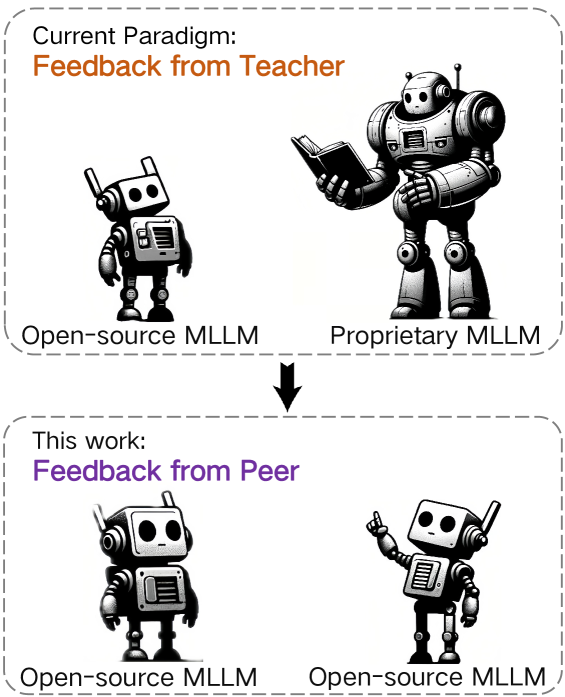 Current Paradigm:
Feedback from Teacher
Open-source MLLM
Proprietary MLLM
This work:
Feedback from Peer
Open-source MLLM
Open-source MLLM